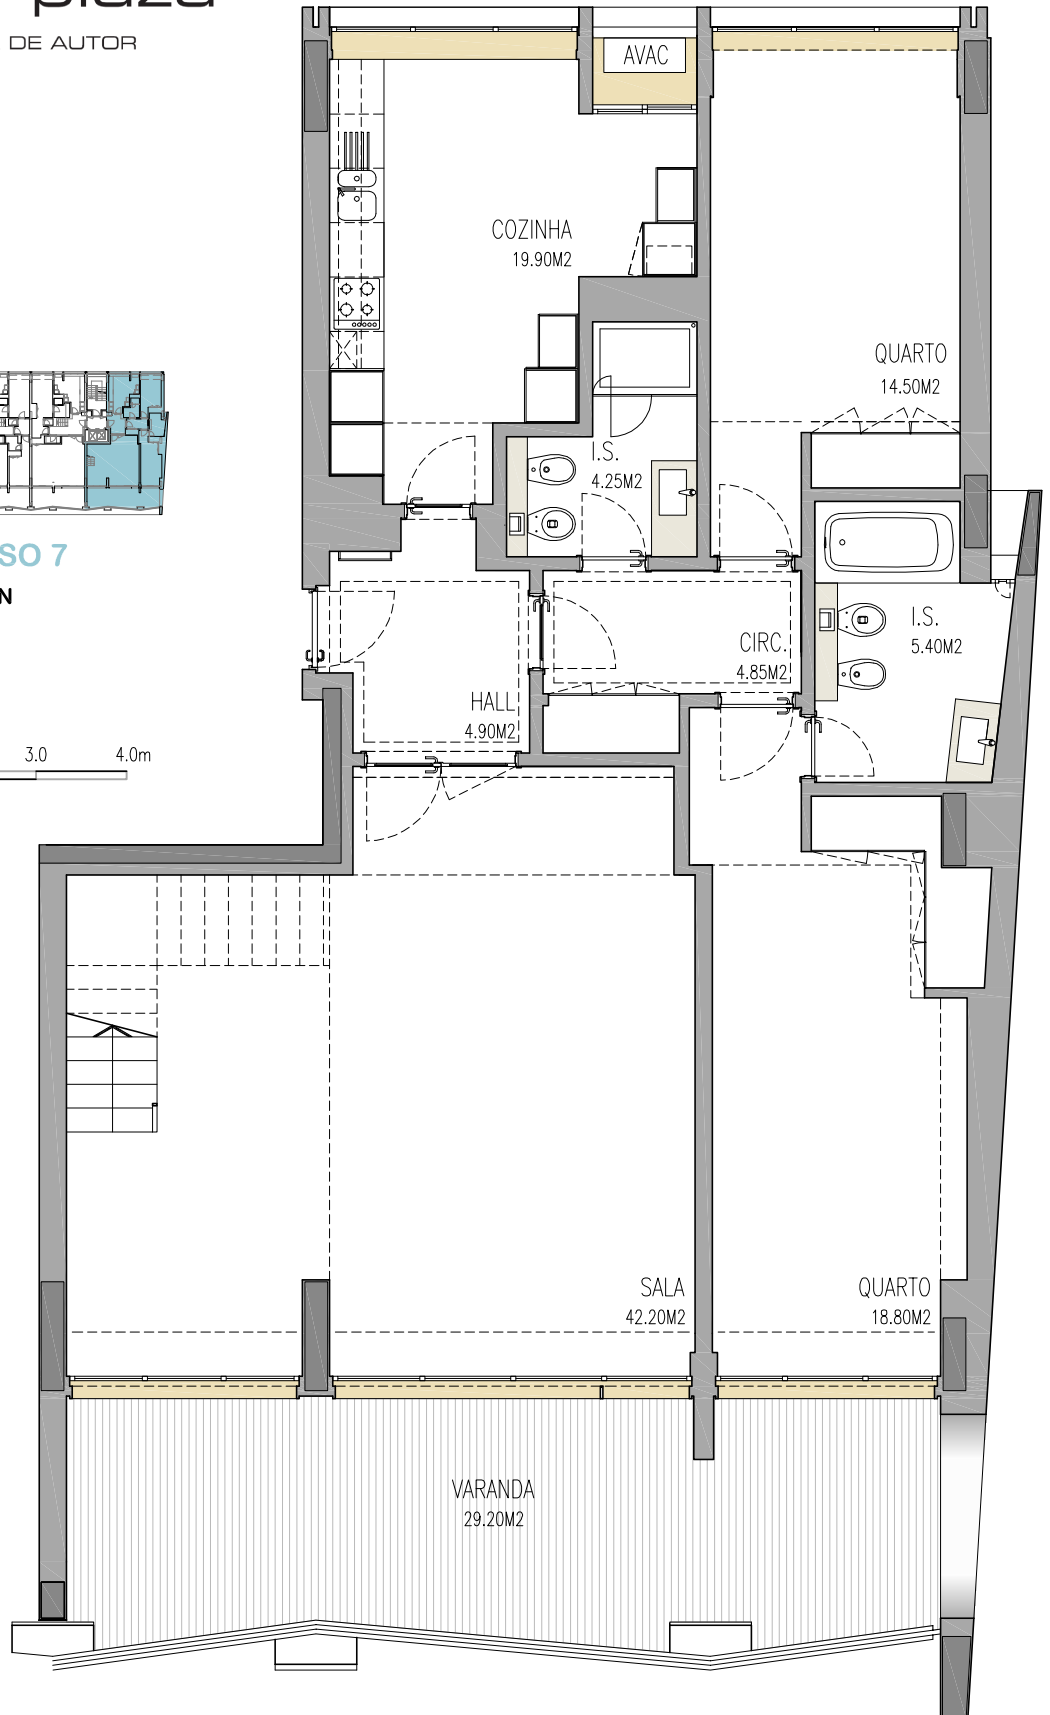 plaza
DE AUTOR
AVAC
COZINHA
19.90M2
QUARTO
14.50M2
I.S.
4.25M2
SO 7
N
I.S.
5.40M2
CIRC.
4.85M2
HALL
4.90M2
3.0 4.0m
SALA
42.20M2
QUARTO
18.80M2
VARANDA
29.20M2